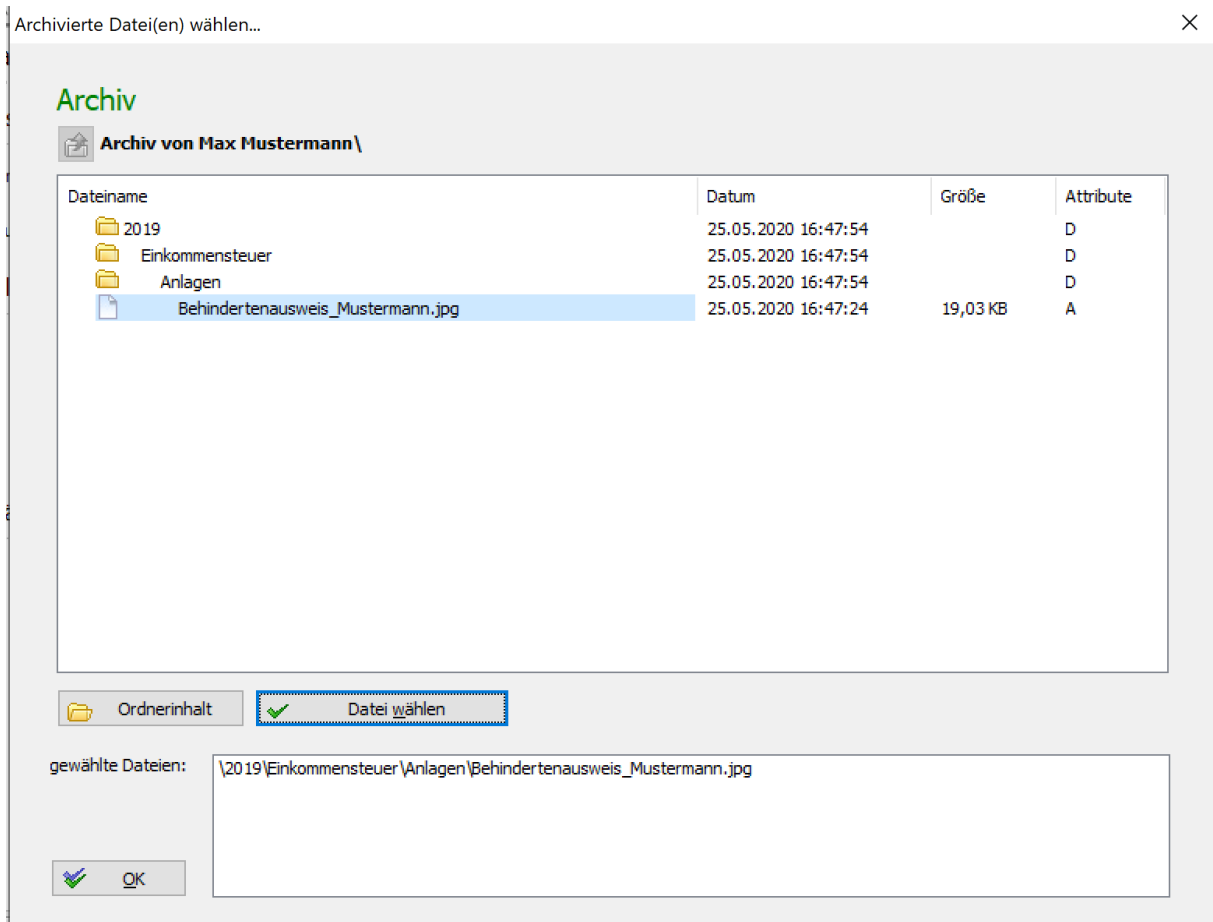 Archivierte Datei(en) wählen...
Archiv
Archiv von Max Mustermann\
Dateiname Datum Größe Attribute
2019 25.05.2020 16:47:54 D
Einkommensteuer 25.05.2020 16:47:54 D
Anlagen 25.05.2020 16:47:54 D
Behindertenausweis_Mustermann.jpg 25.05.2020 16:47:24 19,03 KB A
Ordnerinhalt Datei wählen
gewählte Dateien: \2019\Einkommensteuer\Anlagen\Behindertenausweis_Mustermann.jpg
OK